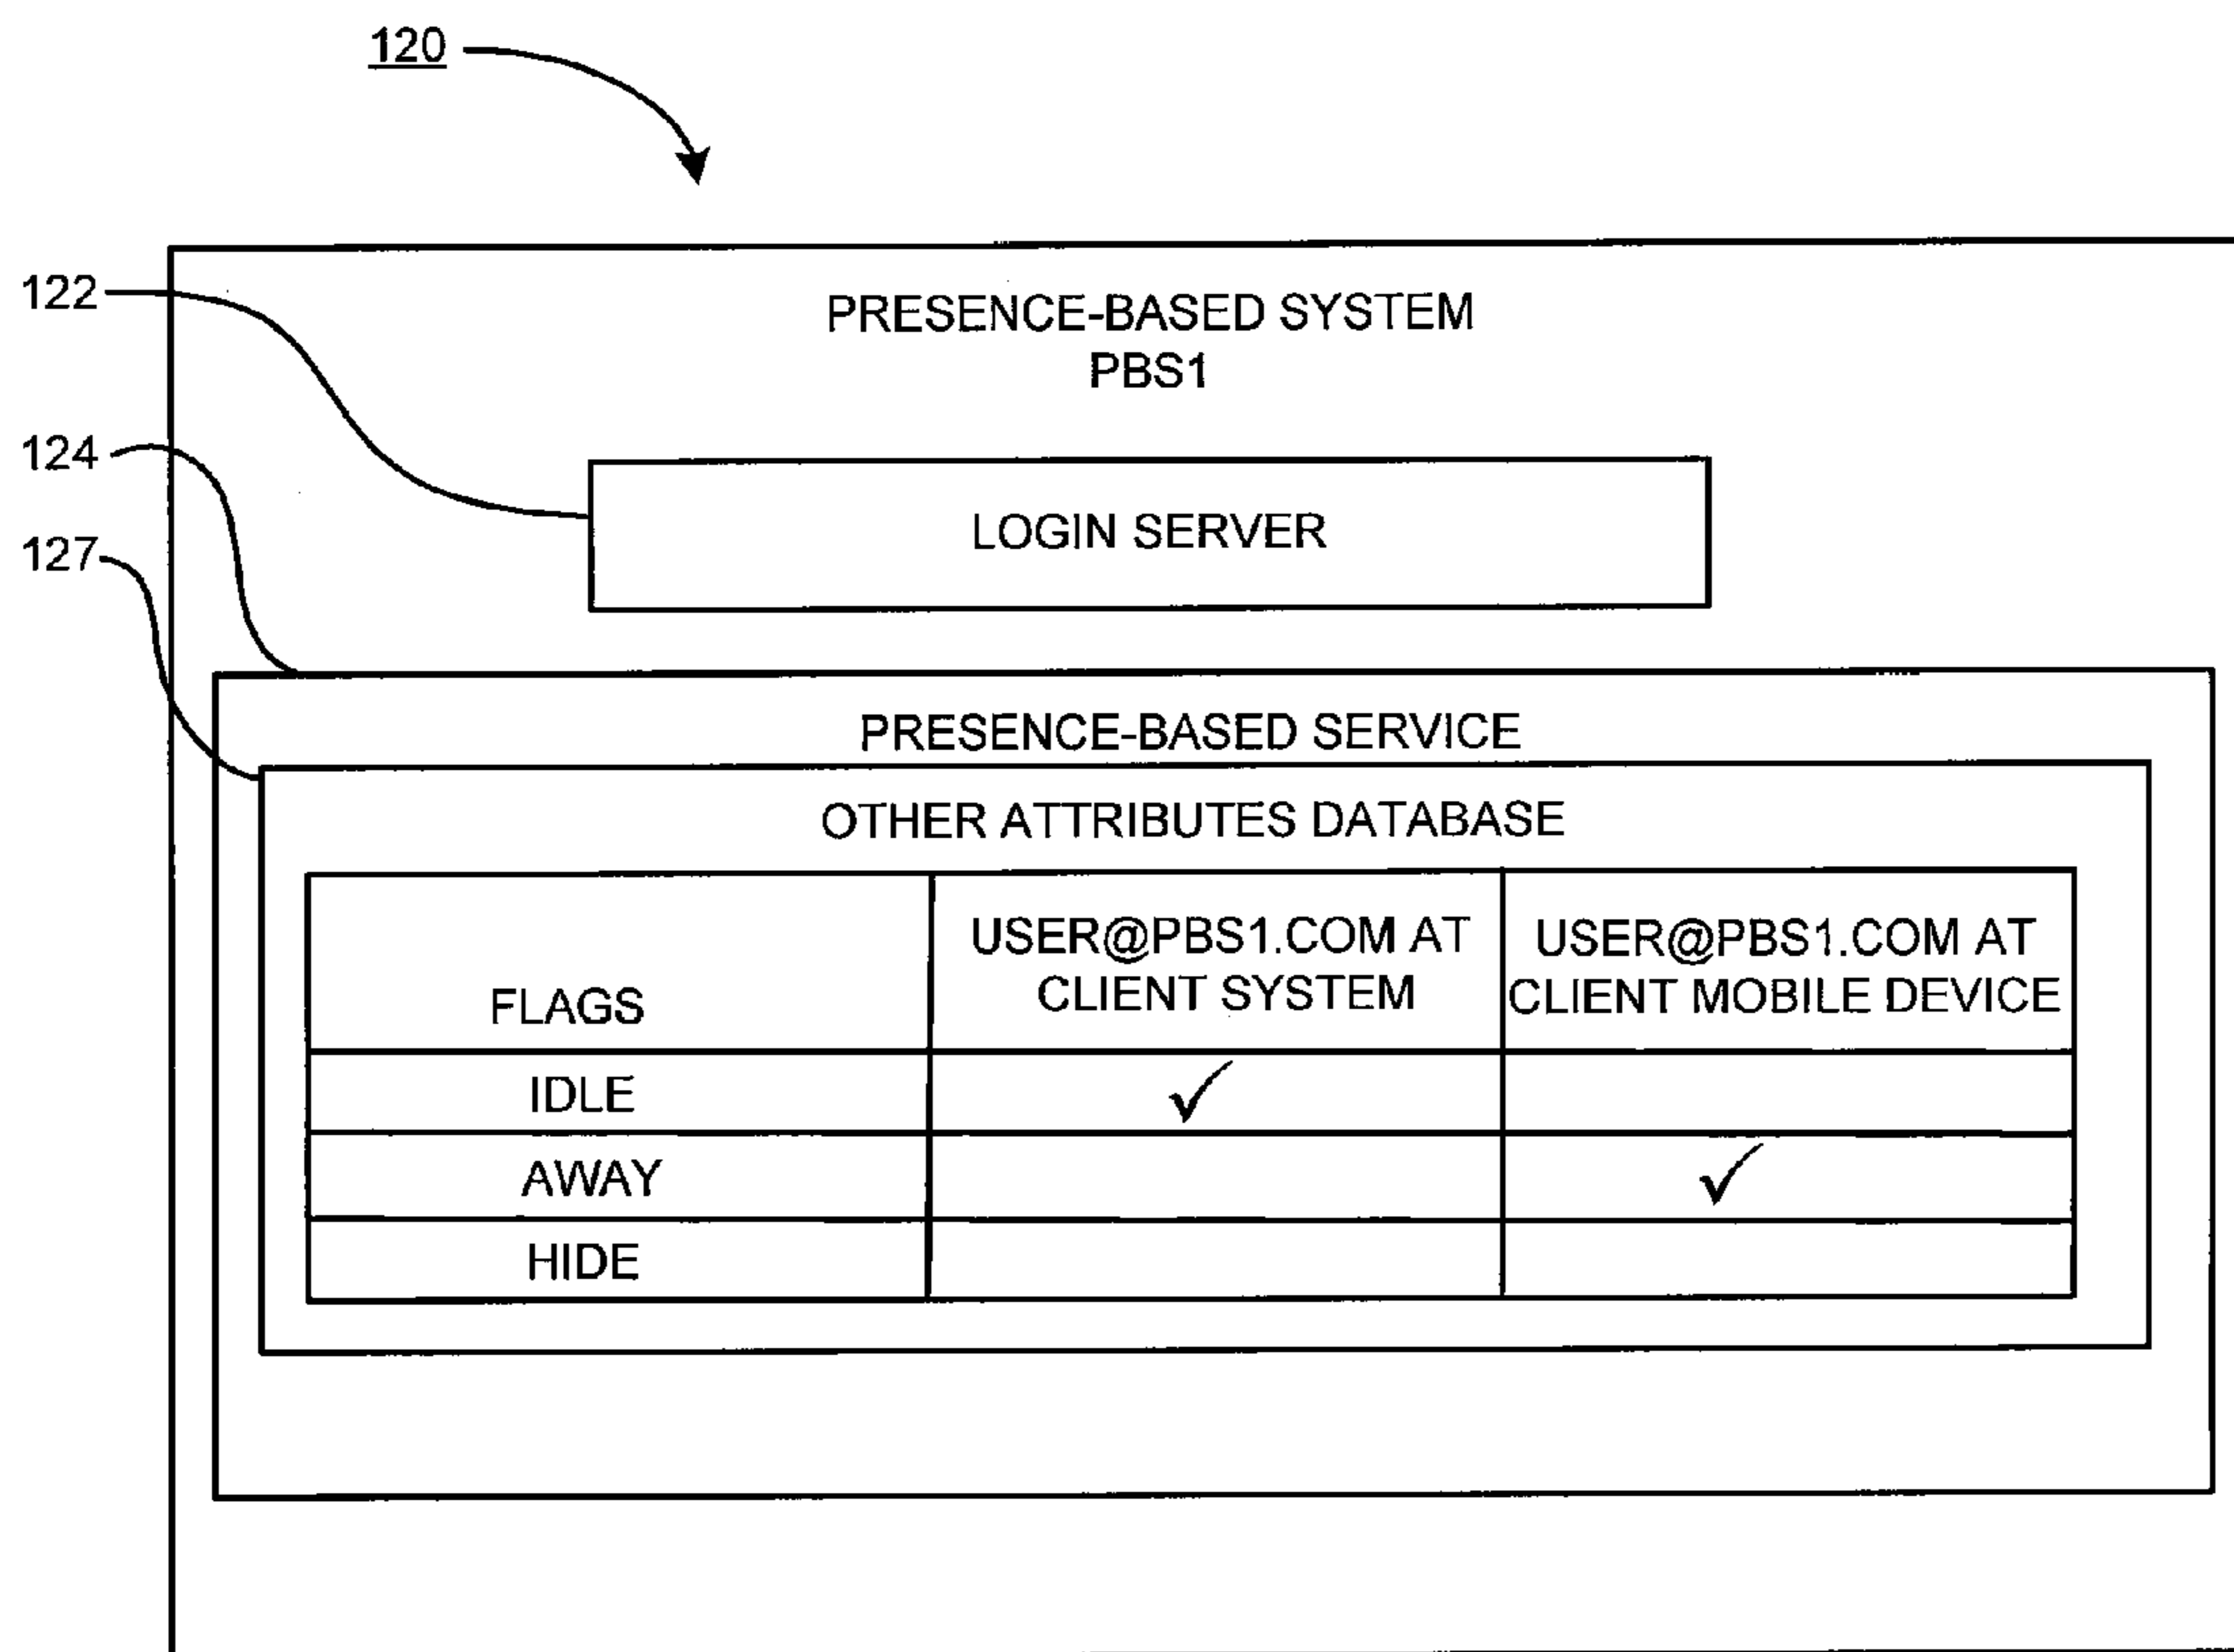 120
122
PRESENCE-BASED SYSTEM
PBS1
124
LOGIN SERVER
127
PRESENCE-BASED SERVICE
OTHER ATTRIBUTES DATABASE
FLAGS
USER@PBS1.COM AT
CLIENT SYSTEM
USER@PBS1.COM AT
CLIENT MOBILE DEVICE
IDLE ✓
AWAY ✓
HIDE